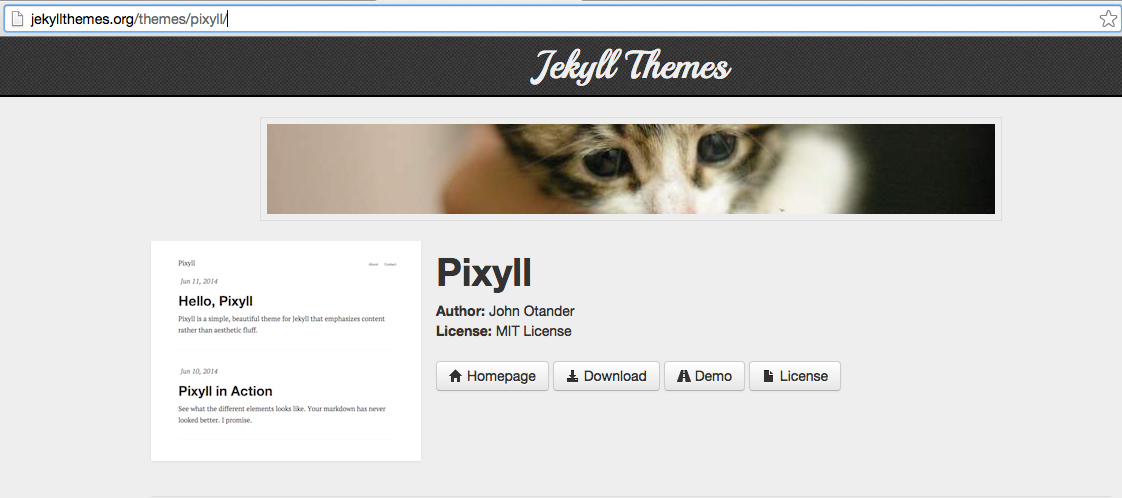 jekyllthemes.org/themes/pixyll/
Jekyll Themes
Pixyll
About Contact
Jun 11, 2014
Hello, Pixyll
Pixyll is a simple, beautiful theme for Jekyll that emphasizes content
rather than aesthetic fluff.
Jun 10, 2014
Pixyll in Action
See what the different elements looks like. Your markdown has never
looked better. I promise.
Pixyll
Author: John Otander
License: MIT License
Homepage Download Demo License